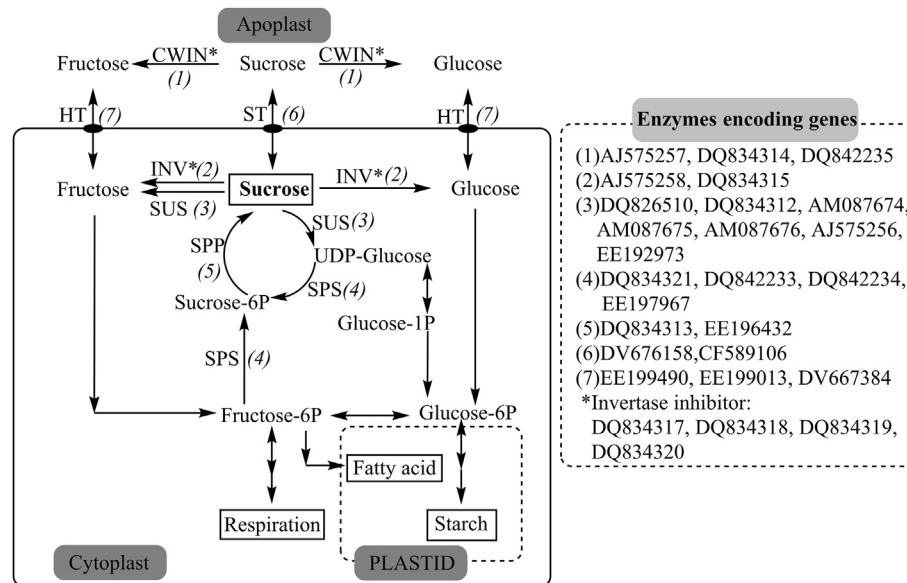 Apoplast
Fructose CWIN* Sucrose CWIN* Glucose
(1) (1)
HT (7) ST (6) HT (7)
Enzymes encoding genes
(1)AJ575257, DQ834314, DQ842235
(2)AJ575258, DQ834315
(3)DQ826510, DQ834312, AM087674,
AM087675, AM087676, AJ575256,
EE192973
(4)DQ834321, DQ842233, DQ842234,
EE197967
(5)DQ834313, EE196432
(6)DV676158,CF589106
(7)EE199490, EE199013, DV667384
*Invertase inhibitor:
DQ834317, DQ834318, DQ834319,
DQ834320
INV*(2) INV*(2)
Fructose Sucrose Glucose
SUS (3)
SUS(3)
SPP
(5)
UDP-Glucose
SPS(4)
Sucrose-6P
Glucose-1P
SPS (4)
Fructose-6P Glucose-6P
Fatty acid
Respiration Starch
Cytoplast PLASTID